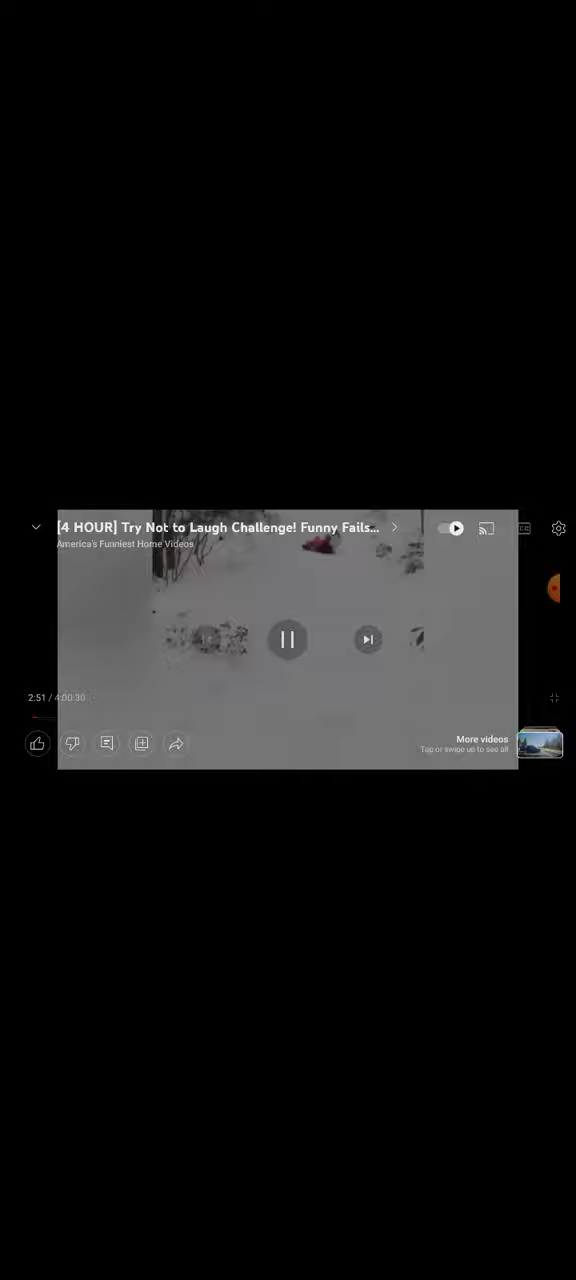 [4 HOUR] Try Not to Laugh Challenge! Funny Fails...
America's Funniest Home Videos
CC
2:51 / 4:00:30
More videos
Tap or swipe up to see all